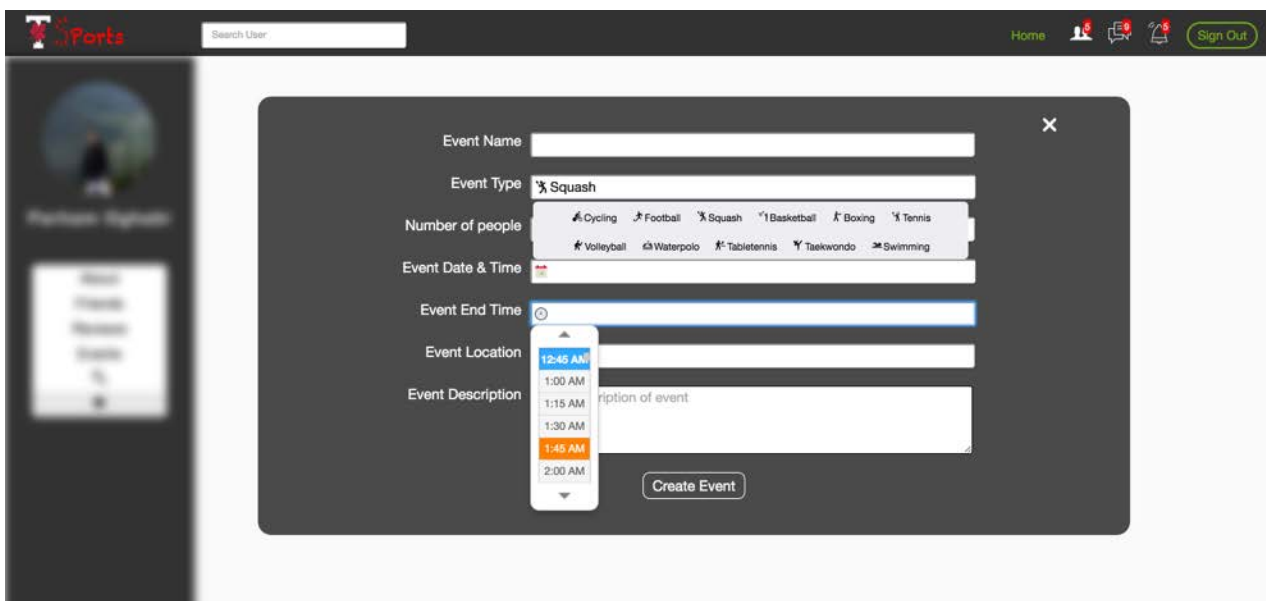 T SPorts
Search User
Home 5 9 5 Sign Out
Event Name
Event Type Squash
Number of people
Cycling Football Squash Basketball Boxing Tennis
Volleyball Waterpolo Tabletennis Taekwondo Swimming
Event Date & Time
Event End Time
Event Location
12:45 AM
1:00 AM
1:15 AM
1:30 AM
1:45 AM
2:00 AM
Event Description ription of event
Create Event